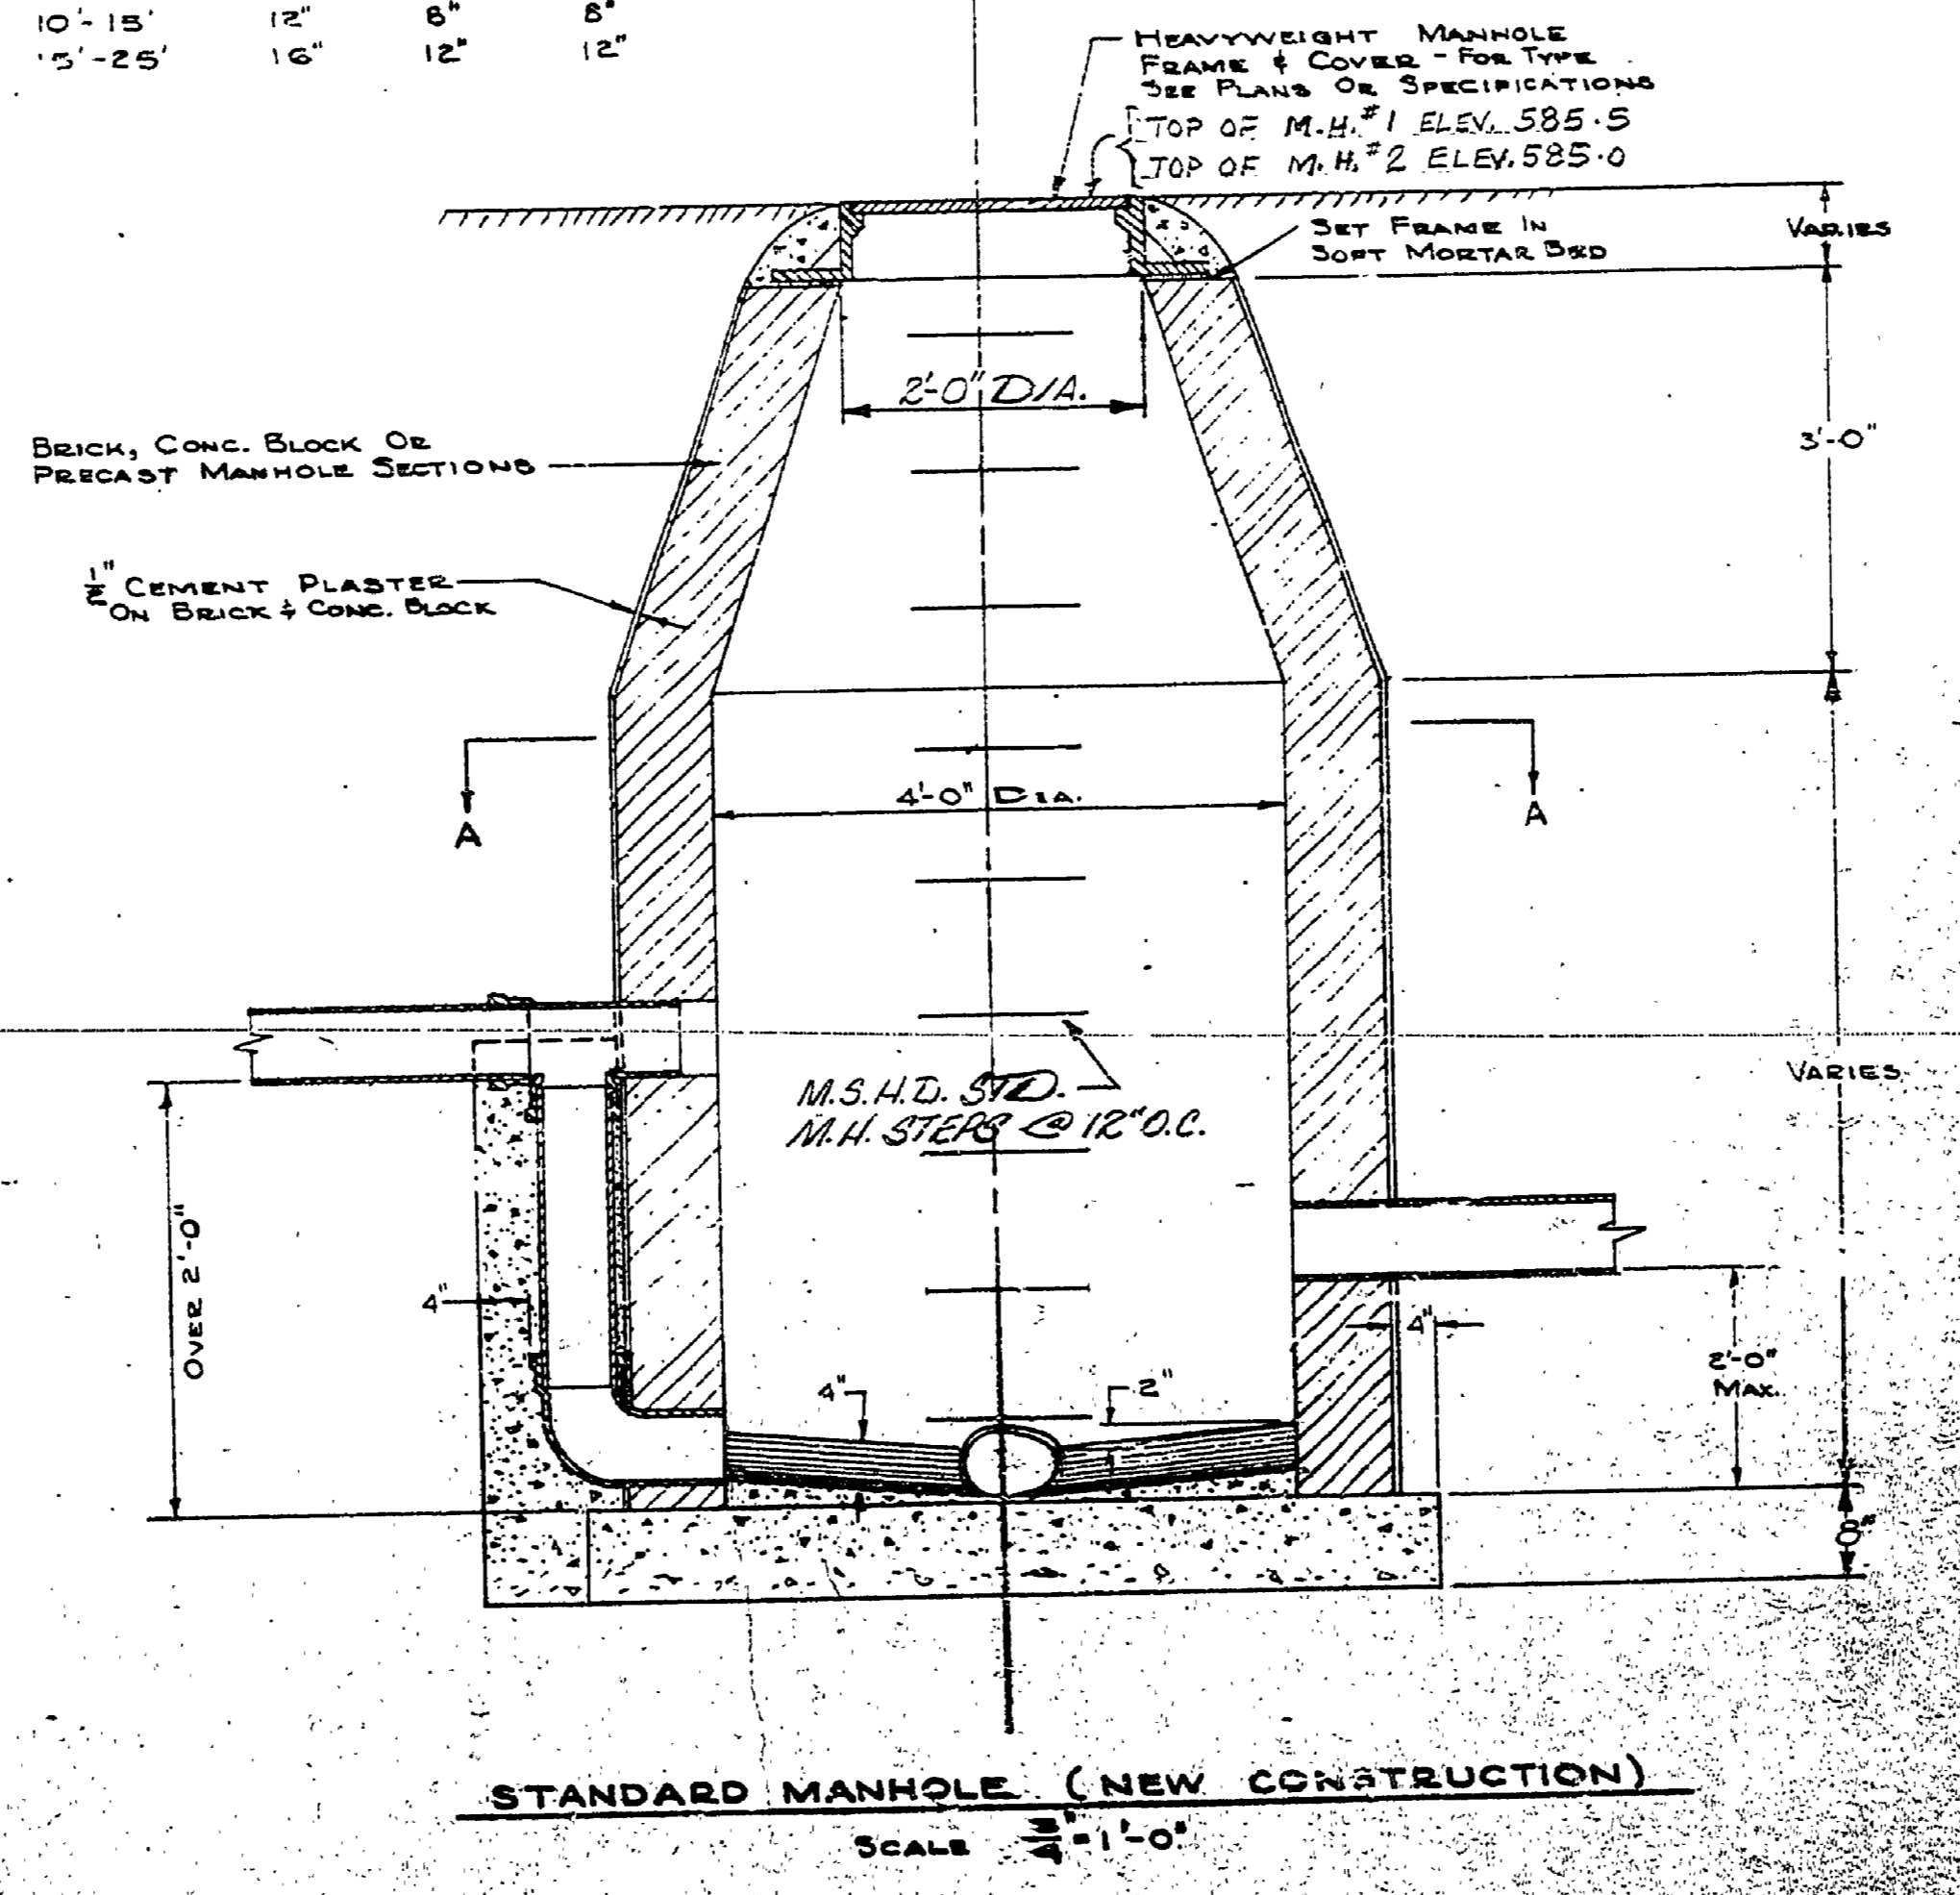 10'-15' 12" 8" 8"
15'-25' 16" 12" 12"
HEAVYWEIGHT MANHOLE
FRAME & COVER - FOR TYPE
SEE PLANS OR SPECIFICATIONS
TOP OF M.H. #1 ELEV. 585.5
TOP OF M.H. #2 ELEV. 585.0
SET FRAME IN
SOFT MORTAR BED
VARIES
2'-0" DIA.
3'-0"
BRICK, CONC. BLOCK OR
PRECAST MANHOLE SECTIONS
1/2" CEMENT PLASTER
ON BRICK & CONC. BLOCK
A
4'-0" DIA.
A
VARIES
M.S.H.D. STD.
M.H. STEPS @ 12" O.C.
OVER 2'-0"
4"
4"
2'-0"
MAX.
4"
2"
8"
STANDARD MANHOLE (NEW CONSTRUCTION)
SCALE 3/4" = 1'-0"